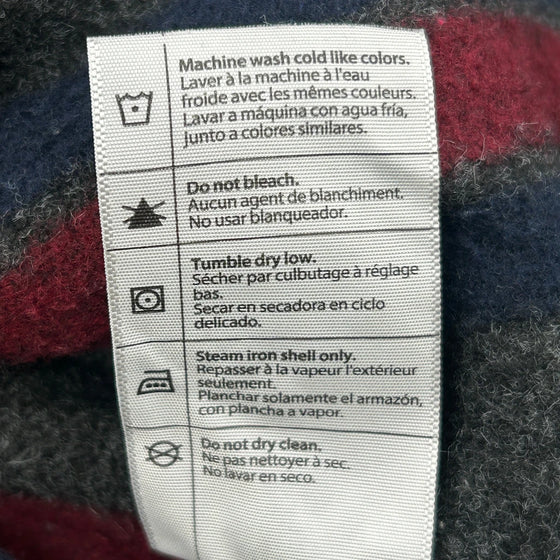 Machine wash cold like colors.
Laver à la machine à l'eau
froide avec les mêmes couleurs.
Lavar a máquina con agua fría,
junto a colores similares.
Do not bleach.
Aucun agent de blanchiment.
No usar blanqueador.
Tumble dry low.
Sécher par culbutage à réglage
bas.
Secar en secadora en ciclo
delicado.
Steam iron shell only.
Repasser à la vapeur l'extérieur
seulement.
Planchar solamente el armazón,
con plancha a vapor.
Do not dry clean.
Ne pas nettoyer à sec.
No lavar en seco.